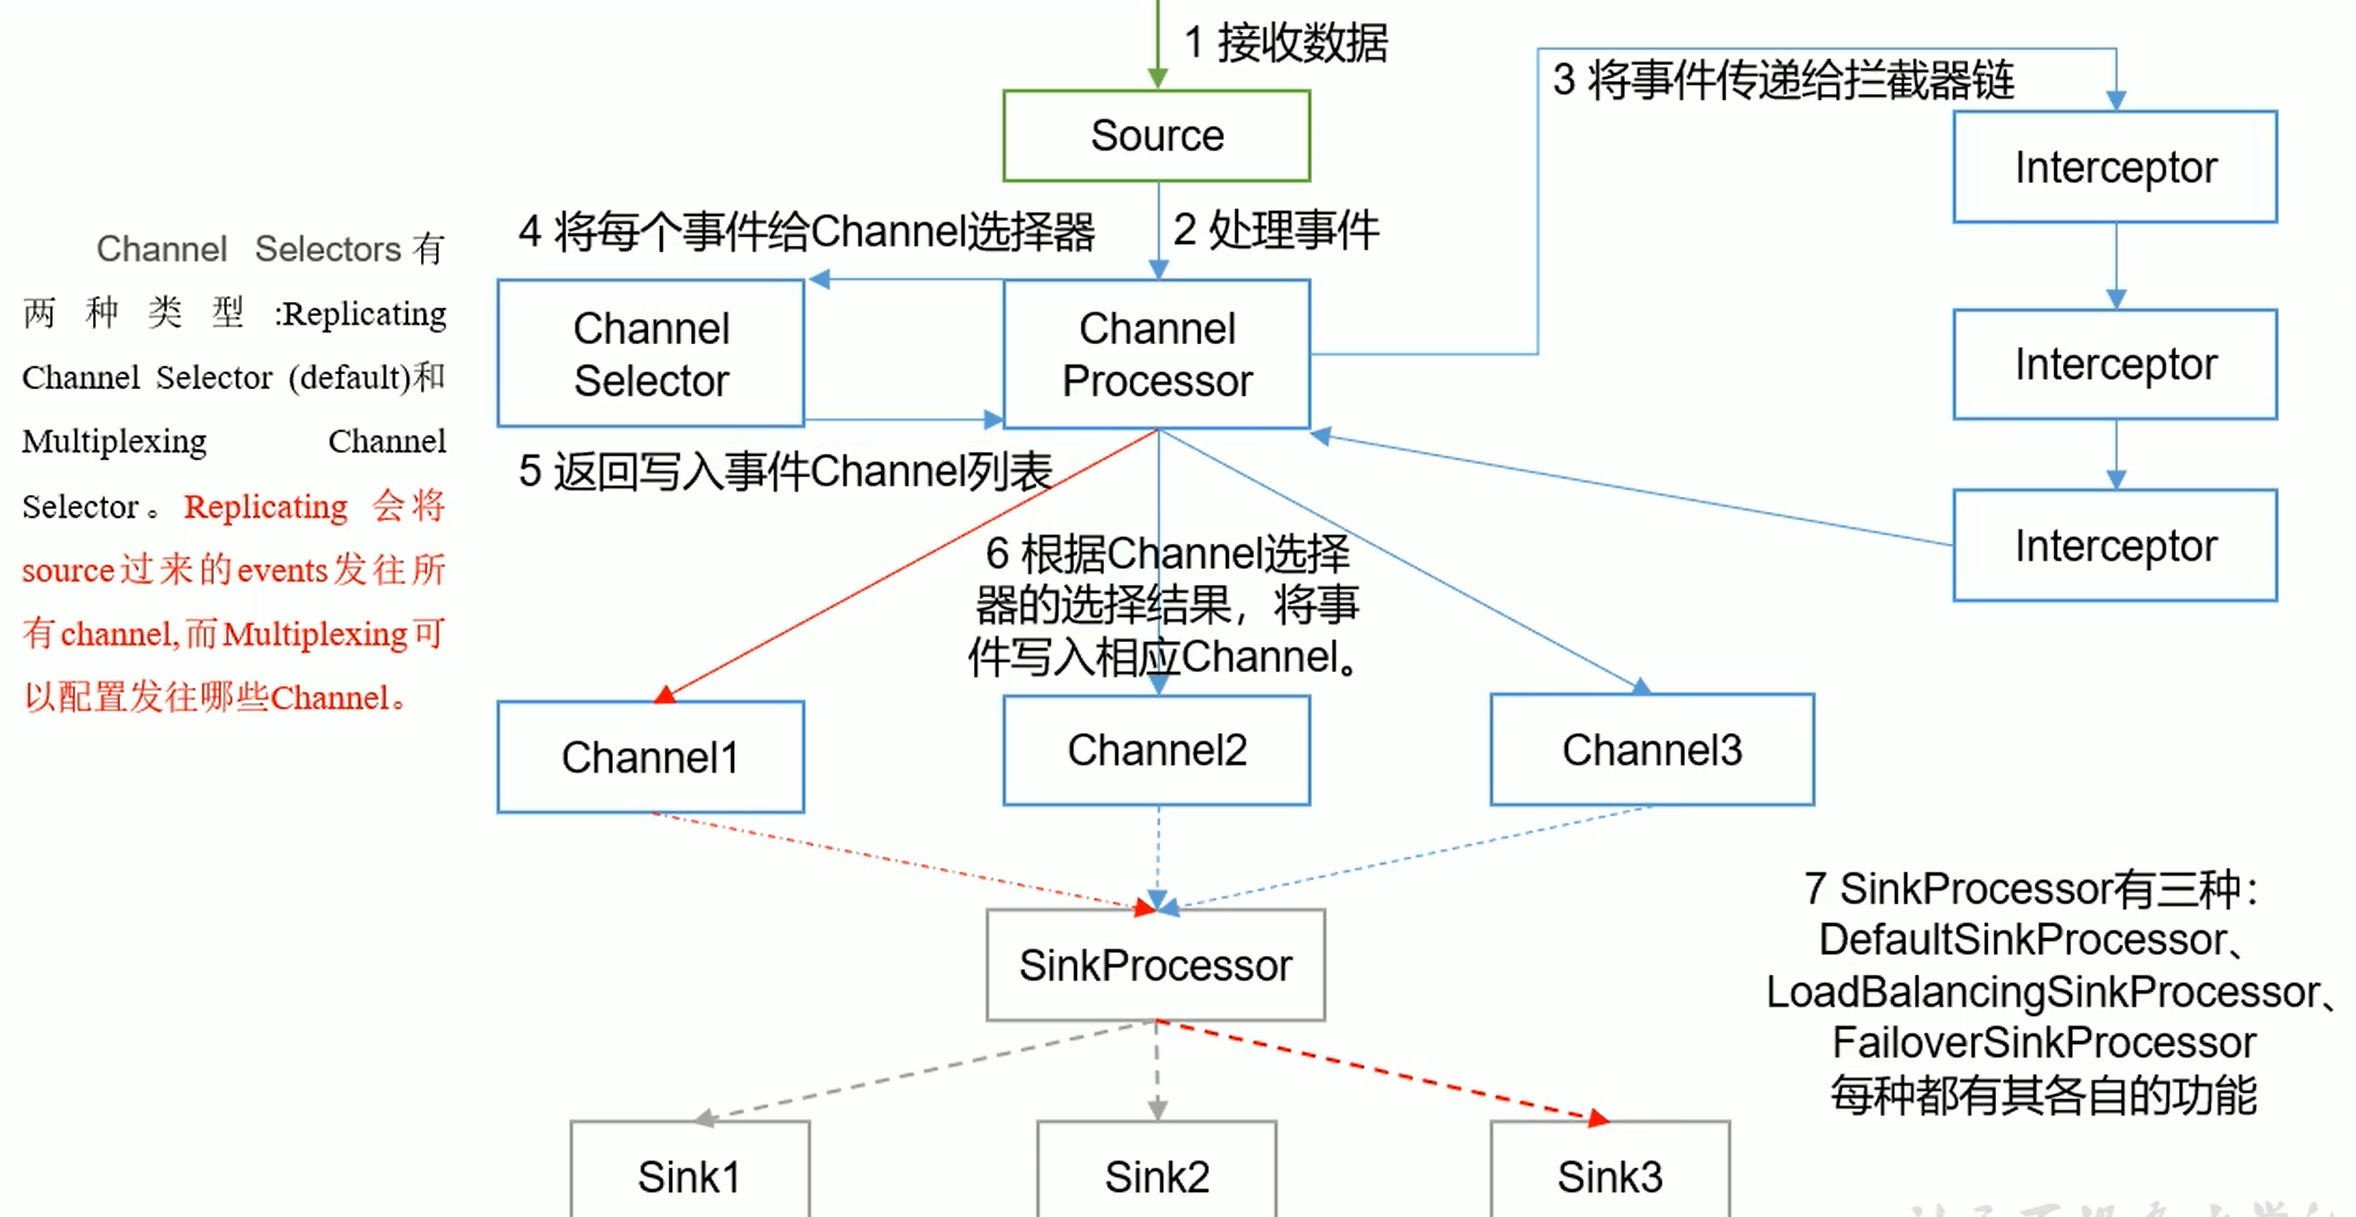 1 接收数据
3 将事件传递给拦截器链
Source
Interceptor
4 将每个事件给Channel选择器
2 处理事件
Channel Selectors有
两种类型:Replicating
Channel Selector (default)和
Multiplexing Channel
Selector。Replicating 会将
source过来的events发往所
有channel,而Multiplexing可
以配置发往哪些Channel。
Channel
Selector
Channel
Processor
Interceptor
5 返回写入事件Channel列表
Interceptor
6 根据Channel选择
器的选择结果，将事
件写入相应Channel。
Channel1
Channel2
Channel3
7 SinkProcessor有三种：
DefaultSinkProcessor、
LoadBalancingSinkProcessor、
FailoverSinkProcessor
每种都有其各自的功能
SinkProcessor
Sink1
Sink2
Sink3